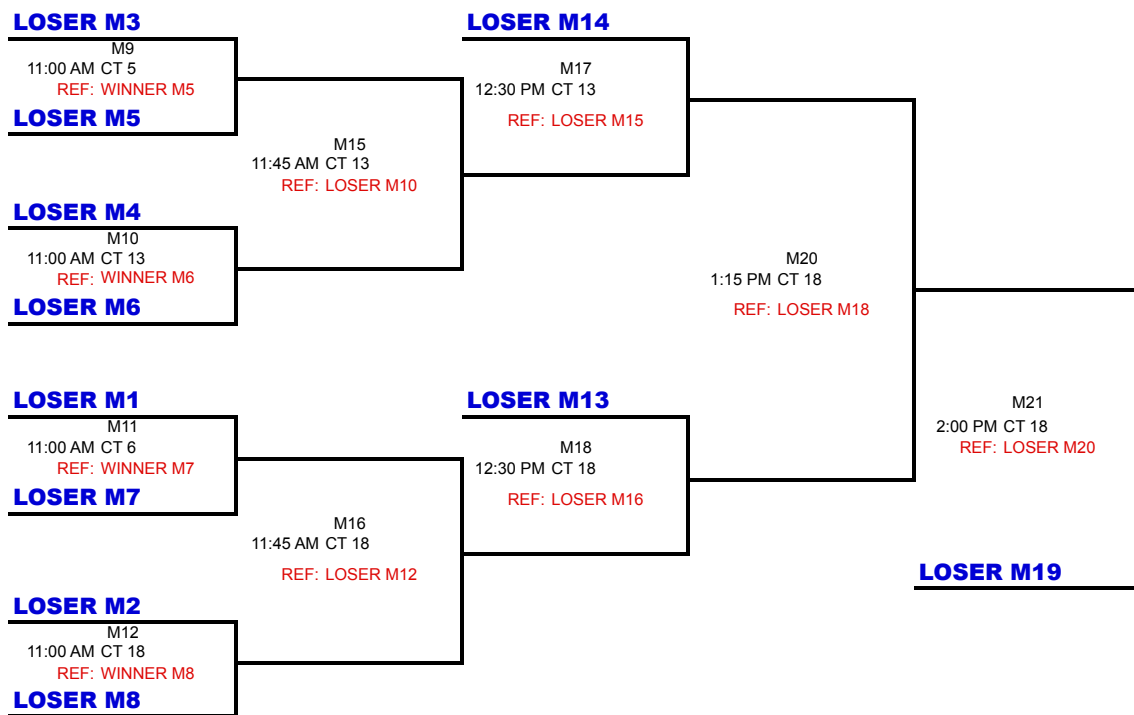 LOSER M3
M9
11:00 AM CT 5
REF: WINNER M5
LOSER M5
M15
11:45 AM CT 13
REF: LOSER M10
LOSER M4
M10
11:00 AM CT 13
REF: WINNER M6
LOSER M6
LOSER M14
M17
12:30 PM CT 13
REF: LOSER M15
M20
1:15 PM CT 18
REF: LOSER M18
LOSER M1
M11
11:00 AM CT 6
REF: WINNER M7
LOSER M7
M16
11:45 AM CT 18
REF: LOSER M12
LOSER M2
M12
11:00 AM CT 18
REF: WINNER M8
LOSER M8
LOSER M13
M18
12:30 PM CT 18
REF: LOSER M16
M21
2:00 PM CT 18
REF: LOSER M20
LOSER M19